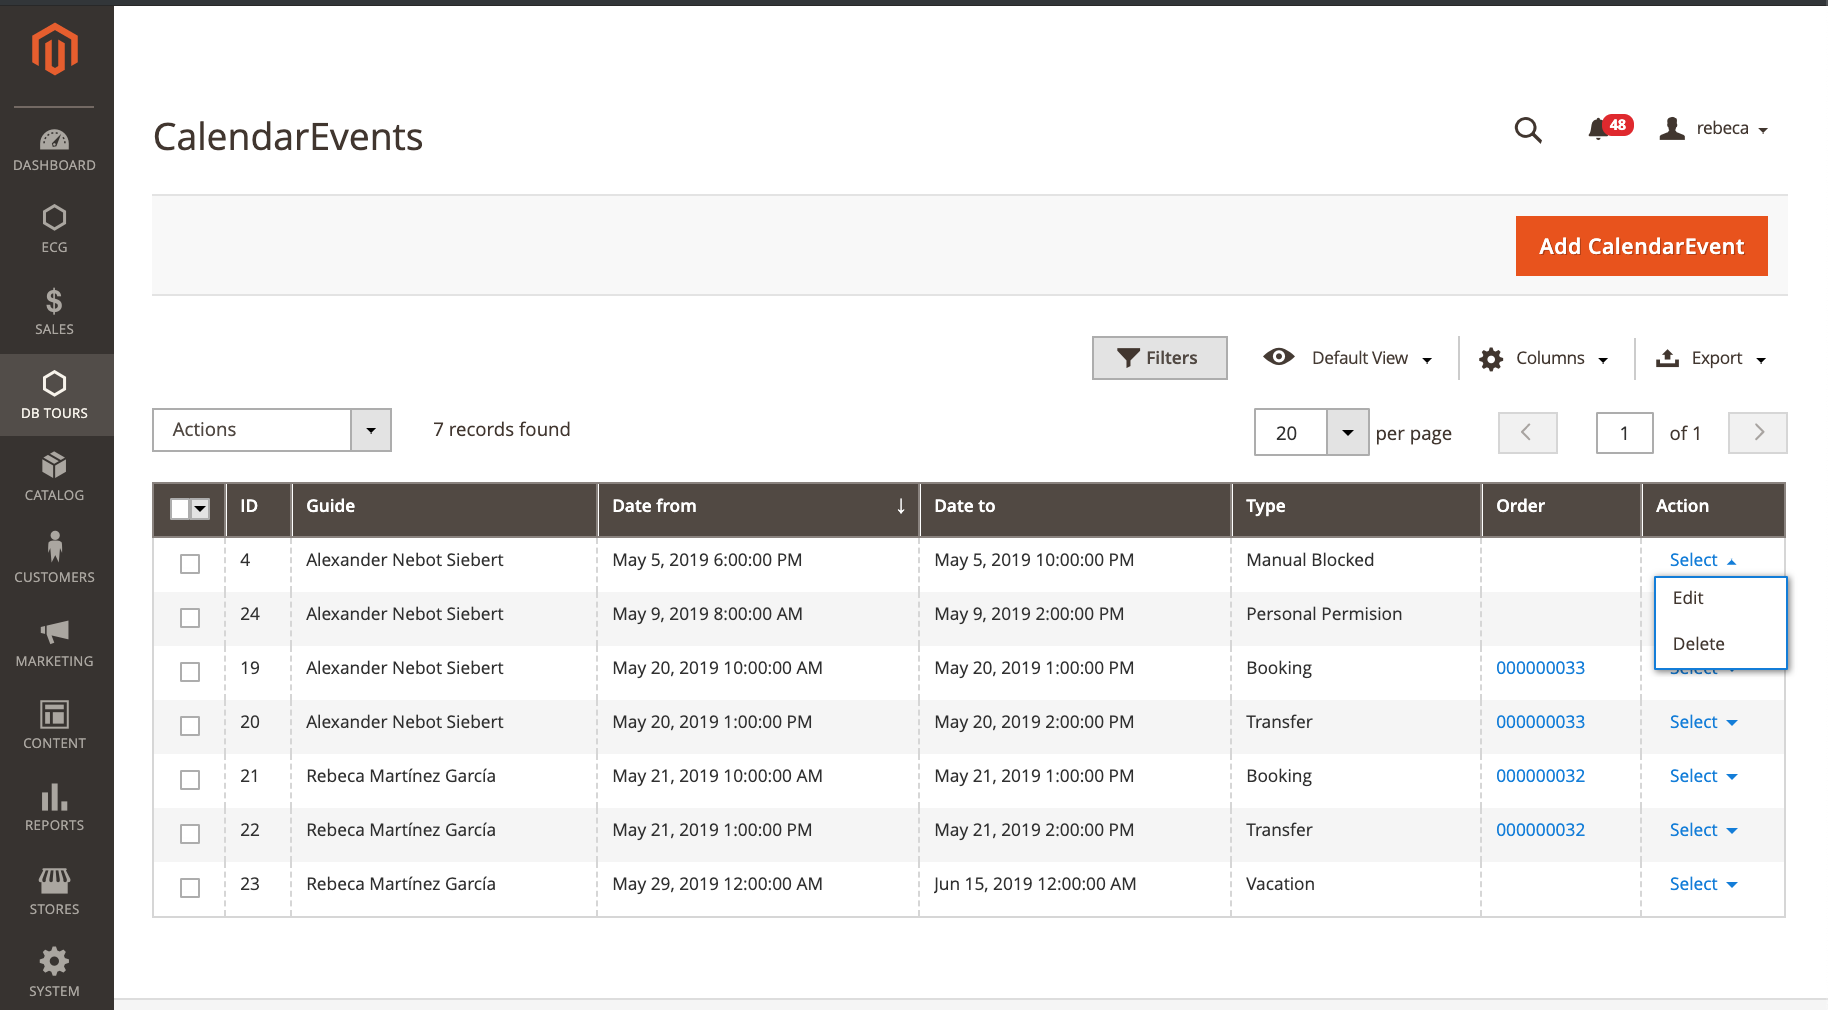 CalendarEvents
48
rebeca
DASHBOARD
ECG
SALES
DB TOURS
CATALOG
CUSTOMERS
MARKETING
CONTENT
REPORTS
STORES
SYSTEM
Add CalendarEvent
Filters
Default View
Columns
Export
Actions
7 records found
20 per page
1 of 1
ID Guide Date from ↓ Date to Type Order Action
4 Alexander Nebot Siebert May 5, 2019 6:00:00 PM May 5, 2019 10:00:00 PM Manual Blocked Select
Edit
24 Alexander Nebot Siebert May 9, 2019 8:00:00 AM May 9, 2019 2:00:00 PM Personal Permision
Delete
19 Alexander Nebot Siebert May 20, 2019 10:00:00 AM May 20, 2019 1:00:00 PM Booking 000000033 Select
20 Alexander Nebot Siebert May 20, 2019 1:00:00 PM May 20, 2019 2:00:00 PM Transfer 000000033 Select
21 Rebeca Martínez García May 21, 2019 10:00:00 AM May 21, 2019 1:00:00 PM Booking 000000032 Select
22 Rebeca Martínez García May 21, 2019 1:00:00 PM May 21, 2019 2:00:00 PM Transfer 000000032 Select
23 Rebeca Martínez García May 29, 2019 12:00:00 AM Jun 15, 2019 12:00:00 AM Vacation Select